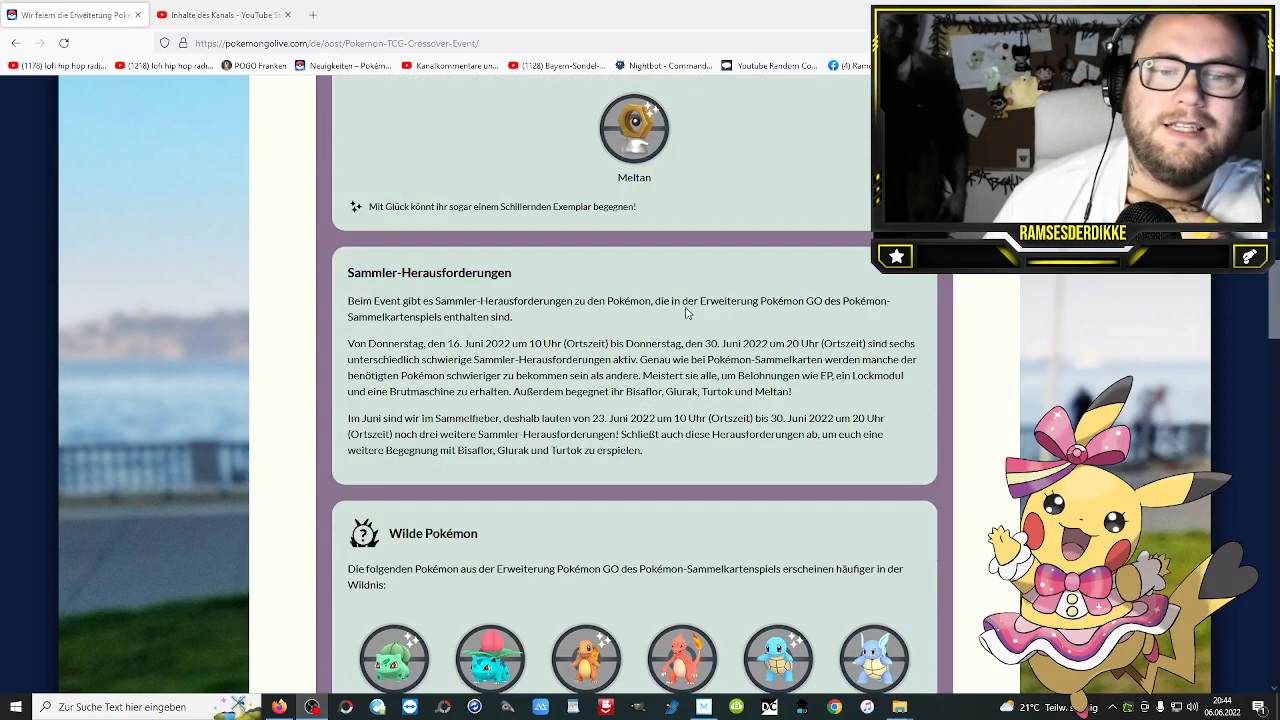 Wir feiern die Erweiterung Poké
Inhalte des Kanals - YouTube St
https://pokemongolive.com/de/post/Pokemon-TCG-Crossover-Event/
(1178) lofi hip hop radi...
(1218) lofi hip hop radi...
POGO Franken
Neuigkeiten – Pokém...
Kanalkommentare un...
(1128) Bayern-Sondel-...
Nightbot - Comman...
Youtube Random Co...
(4) Rams
Meltan
Mit Glück könnt ihr sogar einem Schillernden Exemplar begegnen!
RAMSESDERDIKKE
Sammler-Herausforderungen
Beim Event gibt es Sammler-Herausforderungen zu den Pokémon, die in der Erweiterung Pokémon GO des Pokémon-
Sammelkartenspiels enthalten sind.
Von Donnerstag, den 16. Juni 2022 um 10 Uhr (Ortszeit) bis Donnerstag, den 30. Juni 2022 um 20 Uhr (Ortszeit) sind sechs
unterschiedlich schwierige Sammler-Herausforderungen aktiv. Genau wie bei Pokémon-Sammelkarten werden manche der
benötigten Pokémon schwieriger zu bekommen sein als andere. Meistert sie alle, um Belohnungen wie EP, ein Lockmodul
und eine Brutmaschine zu erhalten. Außerdem begegnet ihr Bisaflor, Glurak, Turtok und Meltan!
Im Juni sind wir im Sammelfieber, deshalb laufen von 23. Juni 2022 um 10 Uhr (Ortszeit) bis 30. Juni 2022 um 20 Uhr
(Ortszeit) noch drei weitere Sammler-Herausforderungen! Schließt auch diese Herausforderungen ab, um euch eine
weitere Begegnung mit Bisaflor, Glurak und Turtok zu erspielen.
Wilde Pokémon
Die folgenden Pokémon aus der Erweiterung Pokémon GO des Pokémon-Sammelkartenspiels erscheinen häufiger in der
Wildnis:
Zur Suche Text hier eingeben
21°C Teilw. sonnig
20:44
06.06.2022